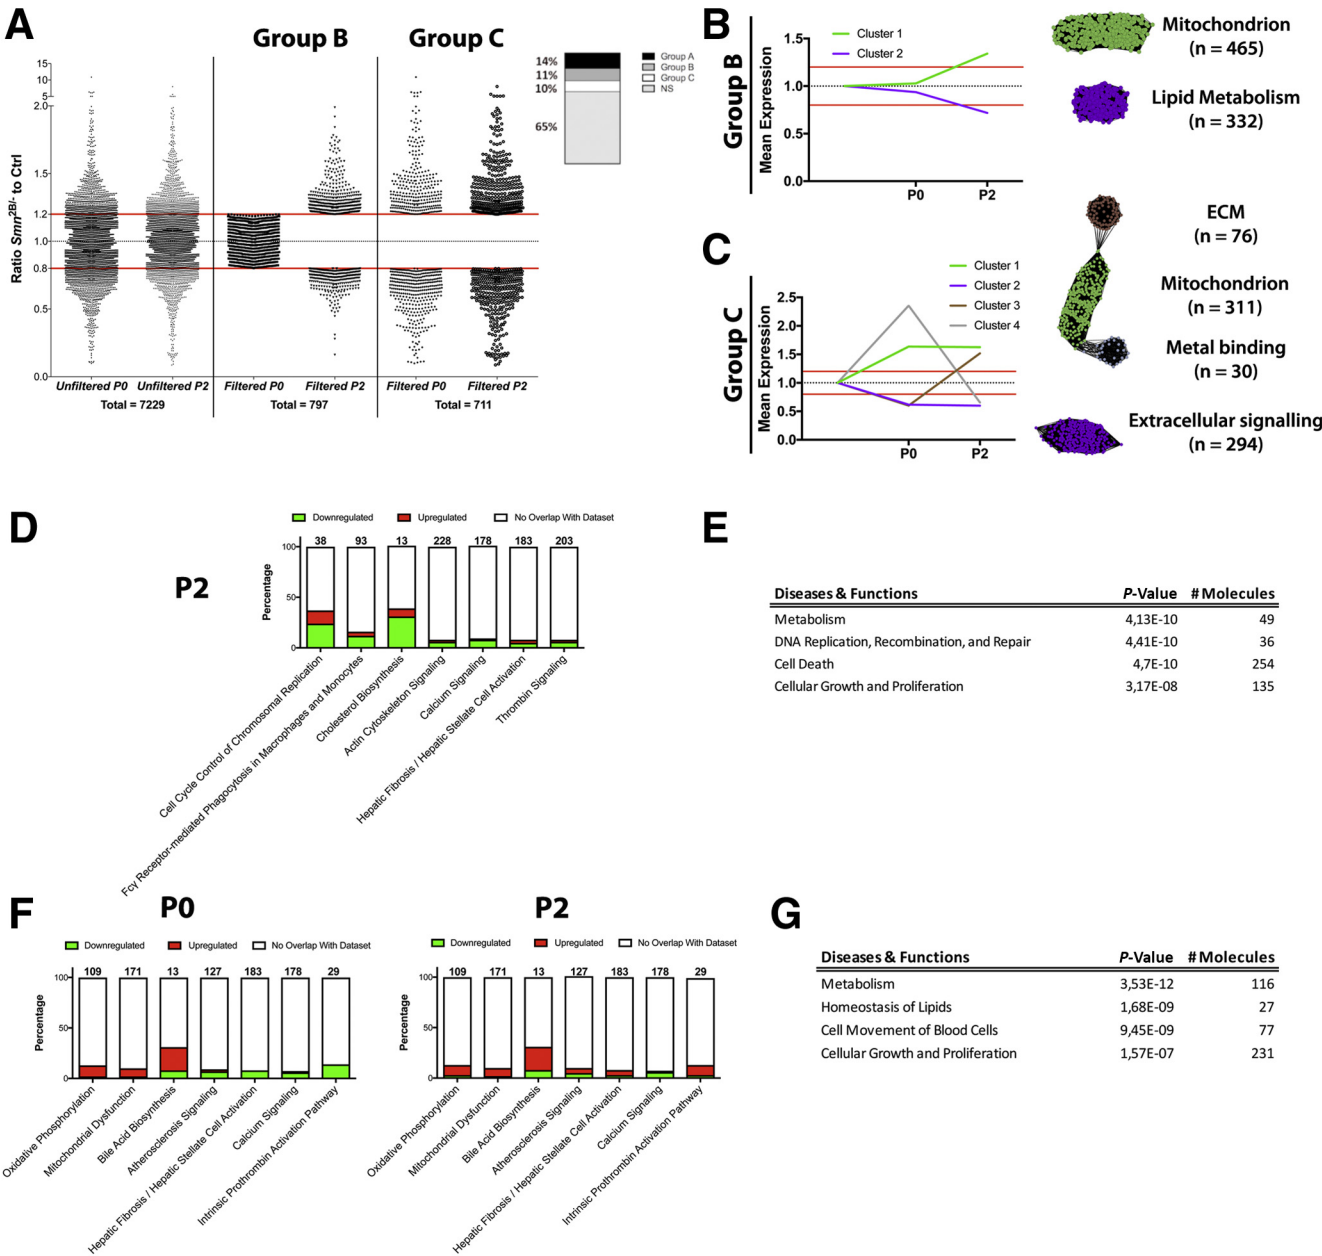 A
Group B
Group C
15
10
5
2.0
1.5
1.2
1.0
0.8
0.5
0.0
Ratio Smn2B/- to Ctrl
Unfiltered P0
Unfiltered P2
Filtered P0
Filtered P2
Filtered P0
Filtered P2
Total = 7229
Total = 797
Total = 711
14%
11%
10%
65%
Group A
Group B
Group C
NS
B
Group B
Mean Expression
1.5
1.0
0.5
0.0
Cluster 1
Cluster 2
P0
P2
Mitochondrion
(n = 465)
Lipid Metabolism
(n = 332)
C
Group C
Mean Expression
2.5
2.0
1.5
1.0
0.5
0.0
Cluster 1
Cluster 2
Cluster 3
Cluster 4
P0
P2
ECM
(n = 76)
Mitochondrion
(n = 311)
Metal binding
(n = 30)
Extracellular signalling
(n = 294)
D
P2
Downregulated
Upregulated
No Overlap With Dataset
Percentage
100
50
0
38
93
13
228
178
183
203
Cell Cycle Control of Chromosomal Replication
Fcγ Receptor-mediated Phagocytosis in Macrophages and Monocytes
Cholesterol Biosynthesis
Actin Cytoskeleton Signaling
Calcium Signaling
Hepatic Fibrosis / Hepatic Stellate Cell Activation
Thrombin Signaling
E
Diseases & Functions P-Value # Molecules
Metabolism 4,13E-10 49
DNA Replication, Recombination, and Repair 4,41E-10 36
Cell Death 4,7E-10 254
Cellular Growth and Proliferation 3,17E-08 135
F
P0
Downregulated
Upregulated
No Overlap With Dataset
Percentage
100
50
0
109
171
13
127
183
178
29
Oxidative Phosphorylation
Mitochondrial Dysfunction
Bile Acid Biosynthesis
Atherosclerosis Signaling
Hepatic Fibrosis / Hepatic Stellate Cell Activation
Calcium Signaling
Intrinsic Prothrombin Activation Pathway
P2
Downregulated
Upregulated
No Overlap With Dataset
Percentage
100
50
0
109
171
13
127
183
178
29
Oxidative Phosphorylation
Mitochondrial Dysfunction
Bile Acid Biosynthesis
Atherosclerosis Signaling
Hepatic Fibrosis / Hepatic Stellate Cell Activation
Calcium Signaling
Intrinsic Prothrombin Activation Pathway
G
Diseases & Functions P-Value # Molecules
Metabolism 3,53E-12 116
Homeostasis of Lipids 1,68E-09 27
Cell Movement of Blood Cells 9,45E-09 77
Cellular Growth and Proliferation 1,57E-07 231